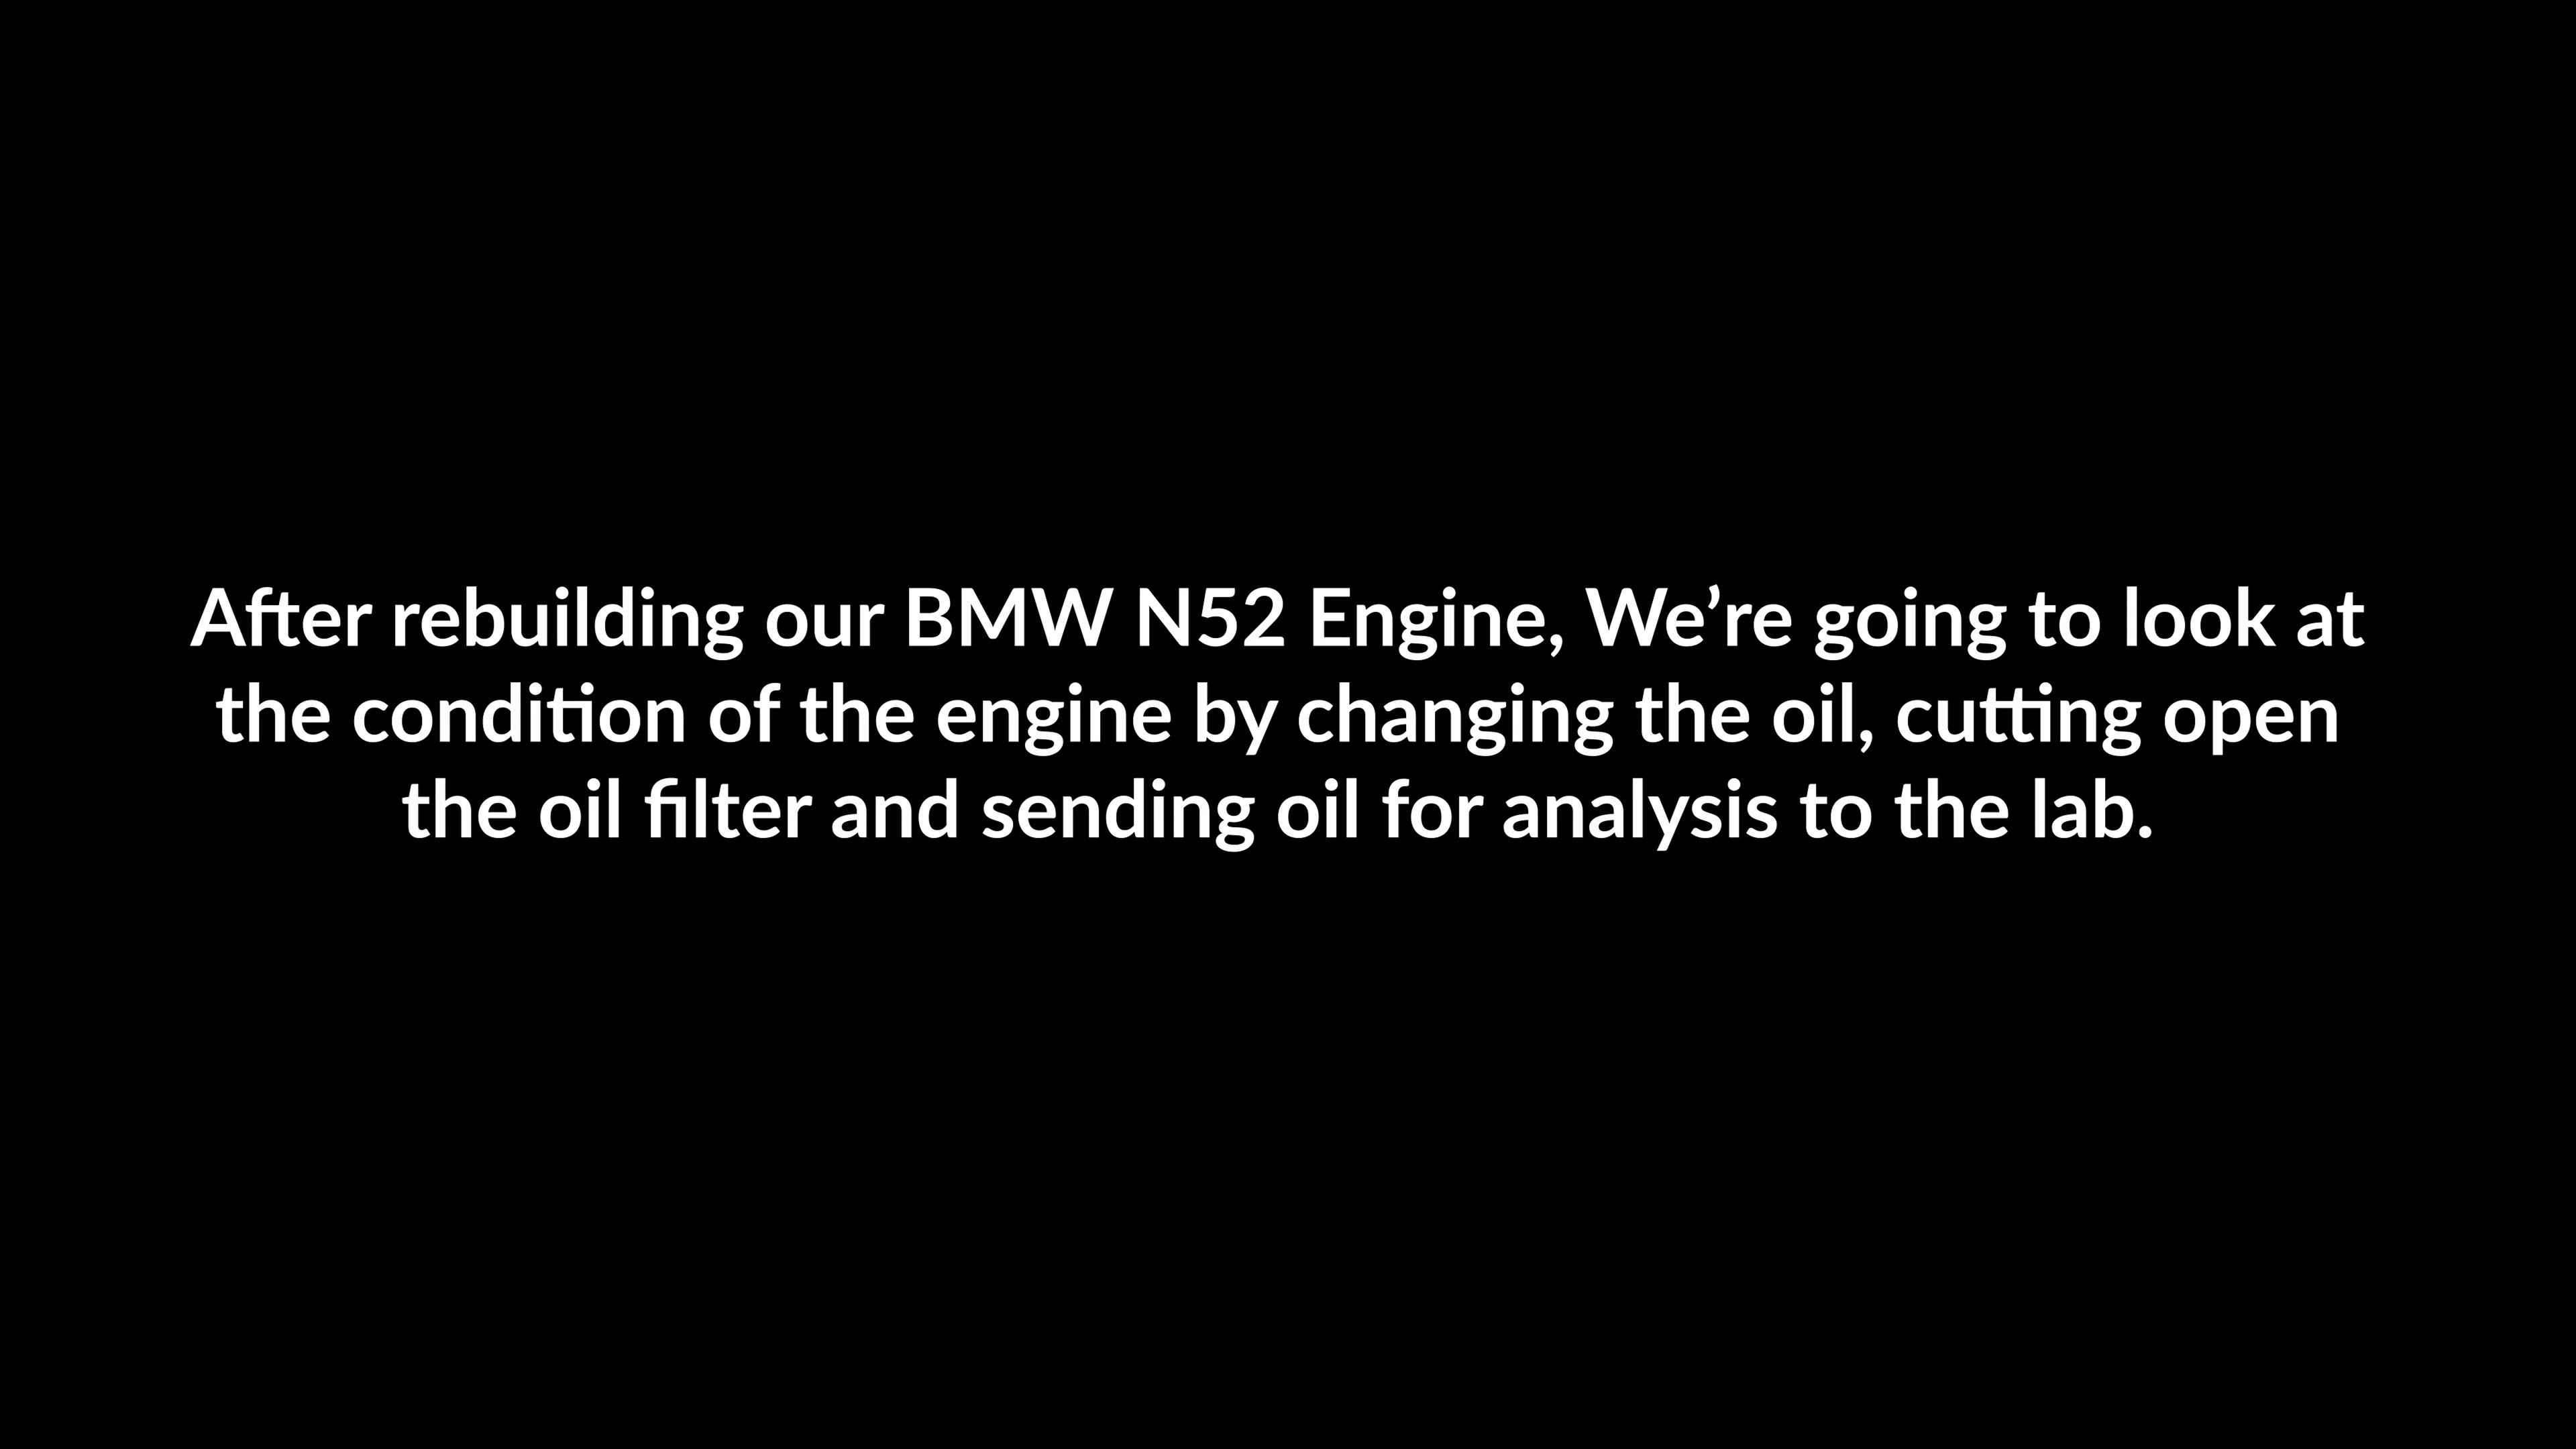 After rebuilding our BMW N52 Engine, We’re going to look at
the condition of the engine by changing the oil, cutting open
the oil filter and sending oil for analysis to the lab.